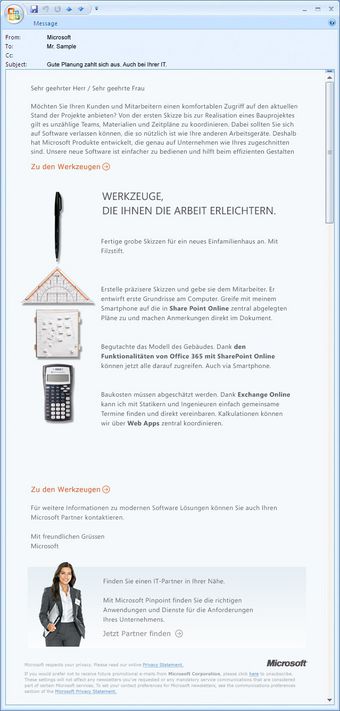 Message
From: Microsoft
To: Mr. Sample
Cc:
Subject: Gute Planung zahlt sich aus. Auch bei Ihrer IT.
Sehr geehrter Herr / Sehr geehrte Frau
Möchten Sie Ihren Kunden und Mitarbeitern einen komfortablen Zugriff auf den aktuellen
Stand der Projekte anbieten? Von der ersten Skizze bis zur Realisation eines Bauprojektes
gilt es unzählige Teams, Materialien und Zeitpläne zu koordinieren. Dabei sollten Sie sich
auf Software verlassen können, die so nützlich ist wie Ihre anderen Arbeitsgeräte. Deshalb
hat Microsoft Produkte entwickelt, die genau auf Unternehmen wie Ihres zugeschnitten
sind. Unsere neue Software ist einfacher zu bedienen und hilft beim effizienten Gestalten
Zu den Werkzeugen
WERKZEUGE,
DIE IHNEN DIE ARBEIT ERLEICHTERN.
Fertige grobe Skizzen für ein neues Einfamilienhaus an. Mit
Filzstift.
Erstelle präzisere Skizzen und gebe sie dem Mitarbeiter. Er
entwirft erste Grundrisse am Computer. Greife mit meinem
Smartphone auf die in Share Point Online zentral abgelegten
Pläne zu und machen Anmerkungen direkt im Dokument.
Begutachte das Modell des Gebäudes. Dank den
Funktionalitäten von Office 365 mit SharePoint Online
können jetzt alle darauf zugreifen. Auch via Smartphone.
Baukosten müssen abgeschätzt werden. Dank Exchange Online
kann ich mit Statikern und Ingenieuren einfach gemeinsame
Termine finden und direkt vereinbaren. Kalkulationen können
wir über Web Apps zentral koordinieren.
Zu den Werkzeugen
Für weitere Informationen zu modernen Software Lösungen können Sie auch Ihren
Microsoft Partner kontaktieren.
Mit freundlichen Grüssen
Microsoft
Finden Sie einen IT-Partner in Ihrer Nähe.
Mit Microsoft Pinpoint finden Sie die richtigen
Anwendungen und Dienste für die Anforderungen
Ihres Unternehmens.
Jetzt Partner finden
Microsoft respects your privacy. Please read our online Privacy Statement.
Microsoft
If you would prefer not to receive future promotional e-mails from Microsoft Corporation, please click here to unsubscribe.
These settings will not affect any newsletters you've requested or any mandatory service communications that are considered
part of certain Microsoft services. To set your contact preferences for Microsoft newsletters, see the communications preferences
section of the Microsoft Privacy Statement.